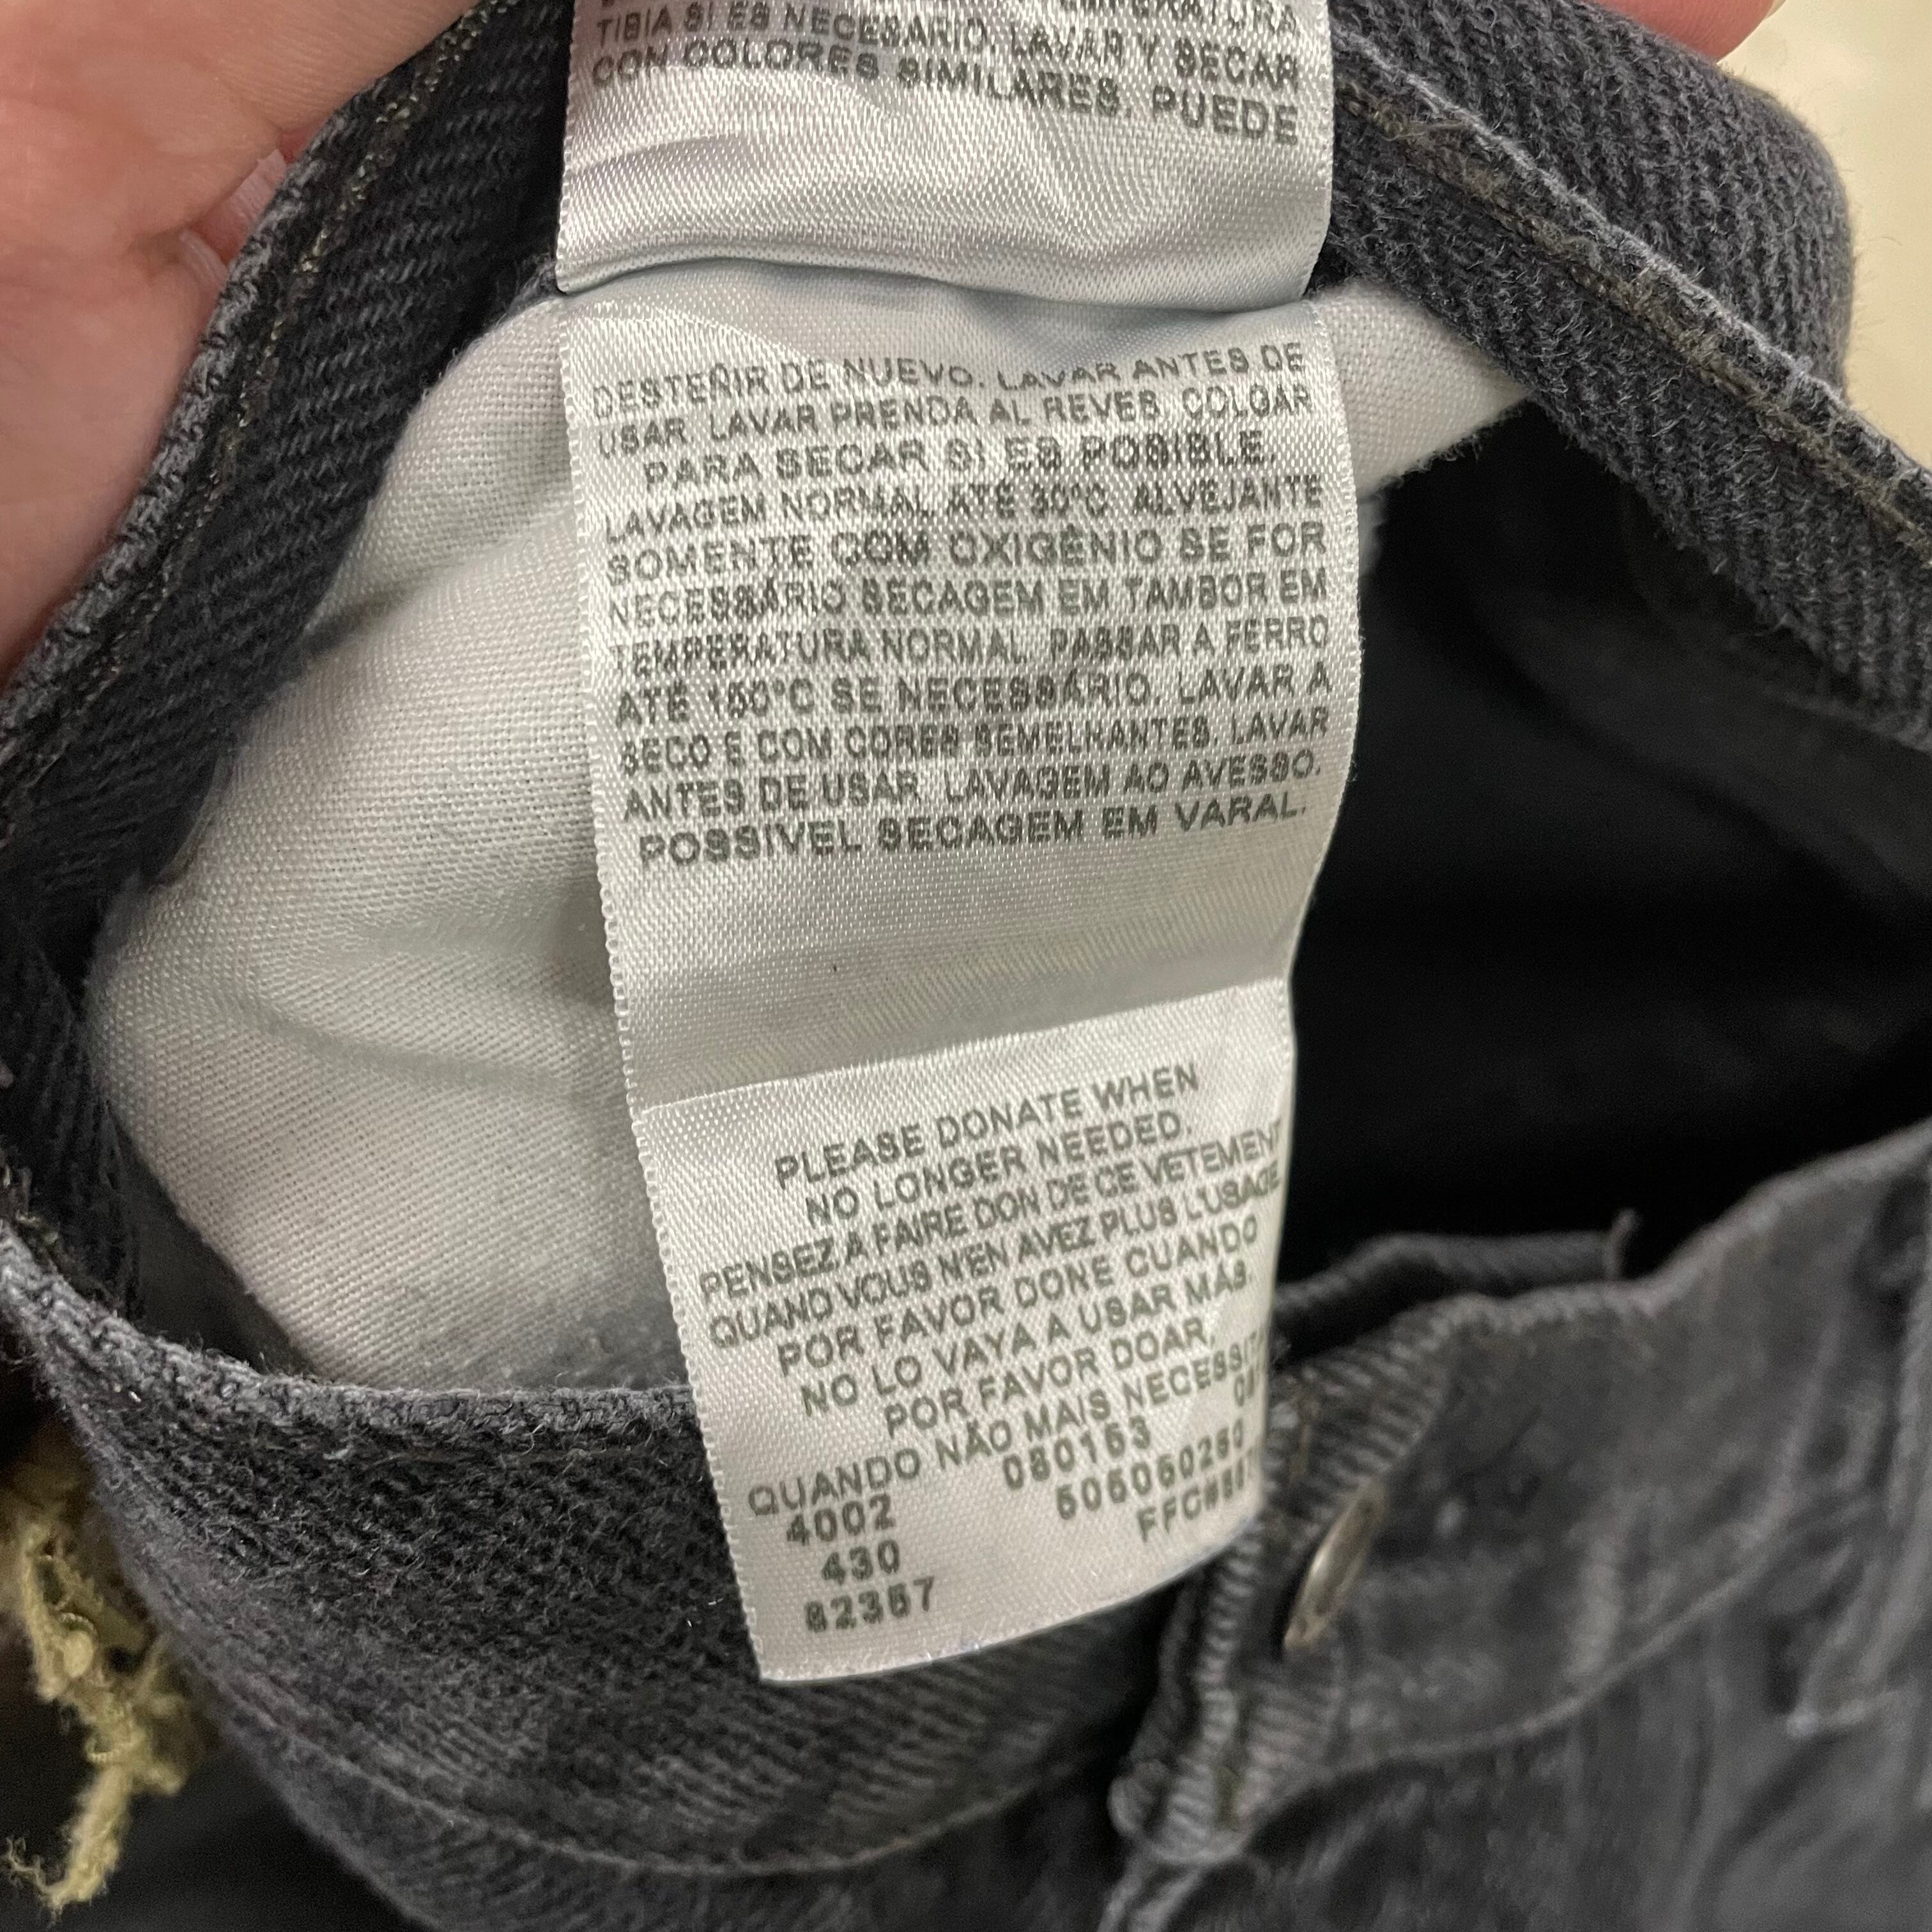 TIBIA SI ES NECESARIO. LAVAR Y SECAR
CON COLORES SIMILARES. PUEDE
DESTEÑIR DE NUEVO. LAVAR ANTES DE
USAR. LAVAR PRENDA AL REVES. COLGAR
PARA SECAR SI ES POSIBLE.
LAVAGEM NORMAL ATÉ 30°C. ALVEJANTE
SOMENTE COM OXIGÊNIO SE FOR
NECESSÁRIO SECAGEM EM TAMBOR EM
TEMPERATURA NORMAL. PASSAR A FERRO
ATÉ 150°C SE NECESSÁRIO. LAVAR A
SECO E COM CORES SEMELHANTES. LAVAR
ANTES DE USAR. LAVAGEM AO AVESSO.
POSSIVEL SECAGEM EM VARAL.
PLEASE DONATE WHEN
NO LONGER NEEDED.
PENSEZ A FAIRE DON DE CE VETEMENT
QUAND VOUS N'EN AVEZ PLUS L'USAGE
POR FAVOR DONE CUANDO
NO LO VAYA A USAR MÁS.
POR FAVOR DOAR,
QUANDO NÃO MAIS
080153
4002
430
82357